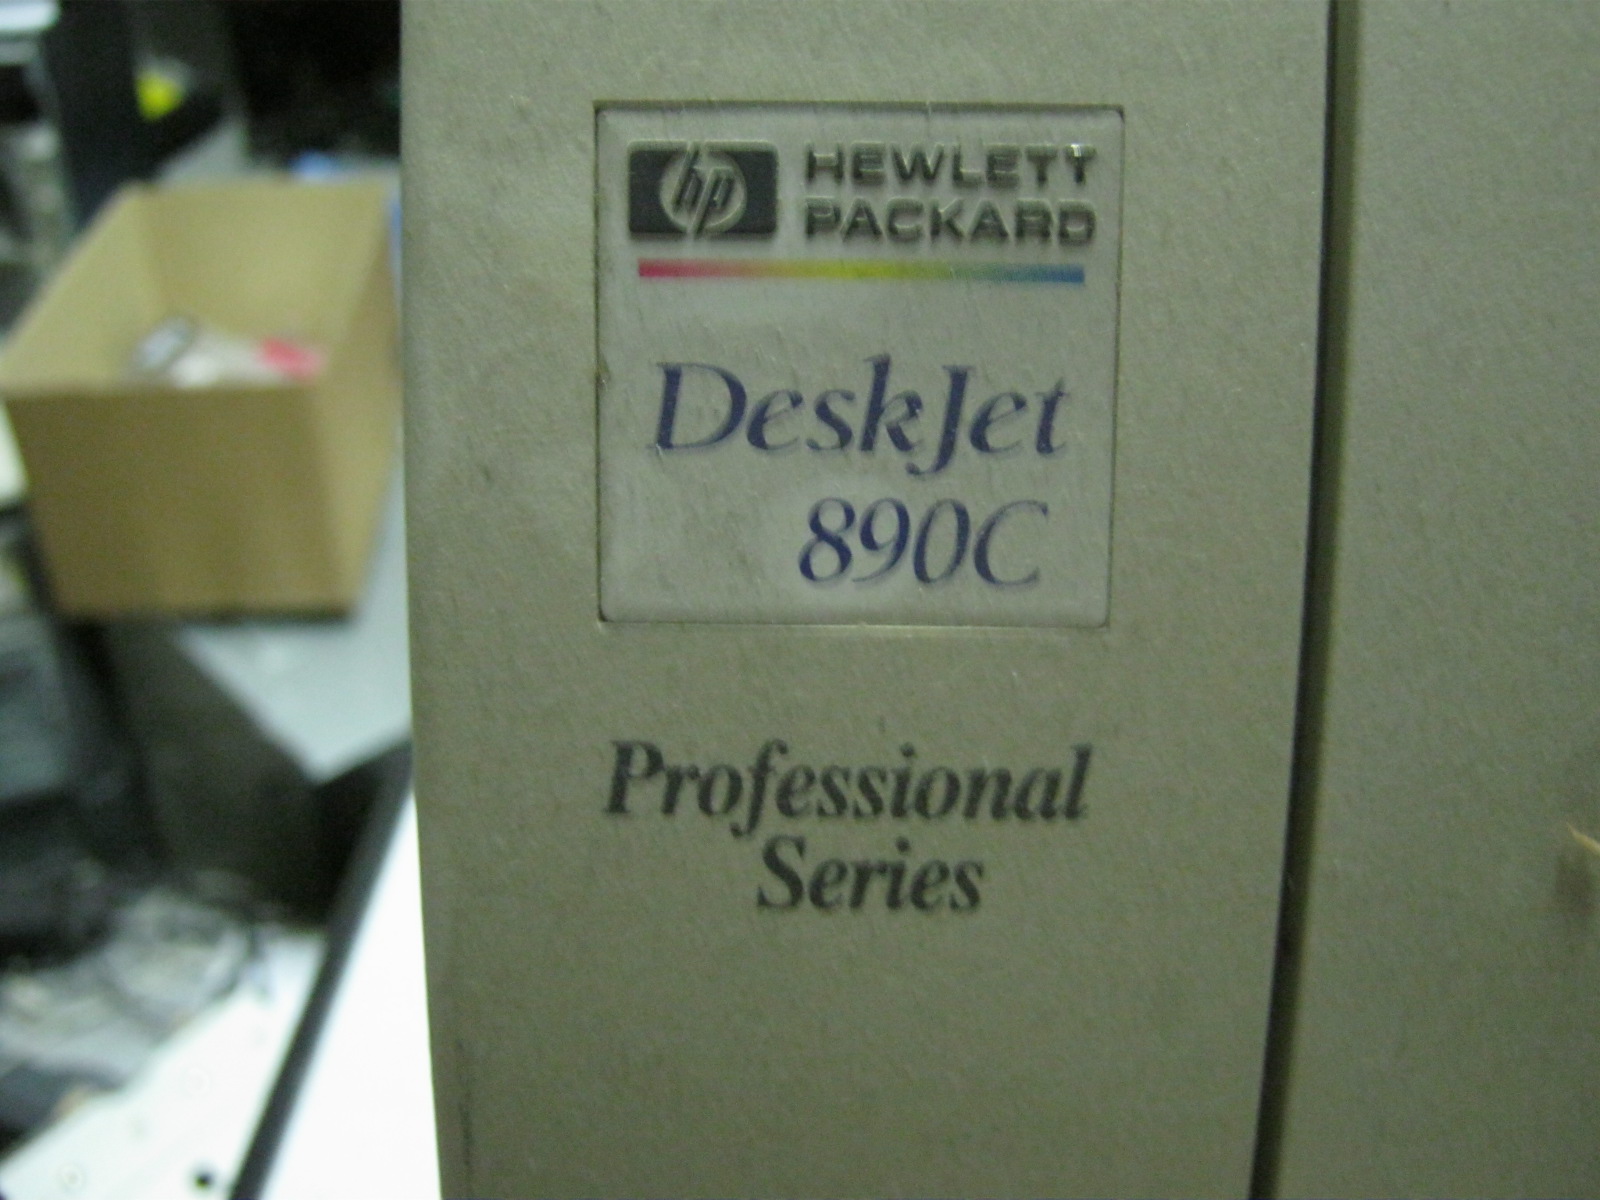 hp HEWLETT
PACKARD
DeskJet
890C
Professional
Series